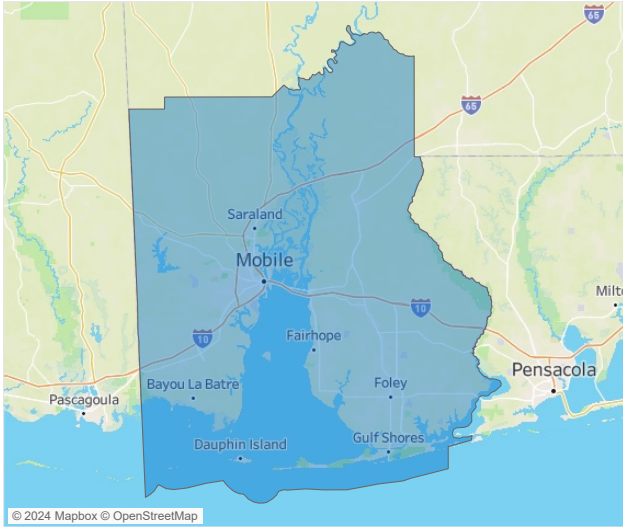 65
65
Saraland
Mobile
10
Milt
10
Fairhope
Pensacola
Bayou La Batre
Foley
Pascagoula
Dauphin Island
Gulf Shores
© 2024 Mapbox © OpenStreetMap